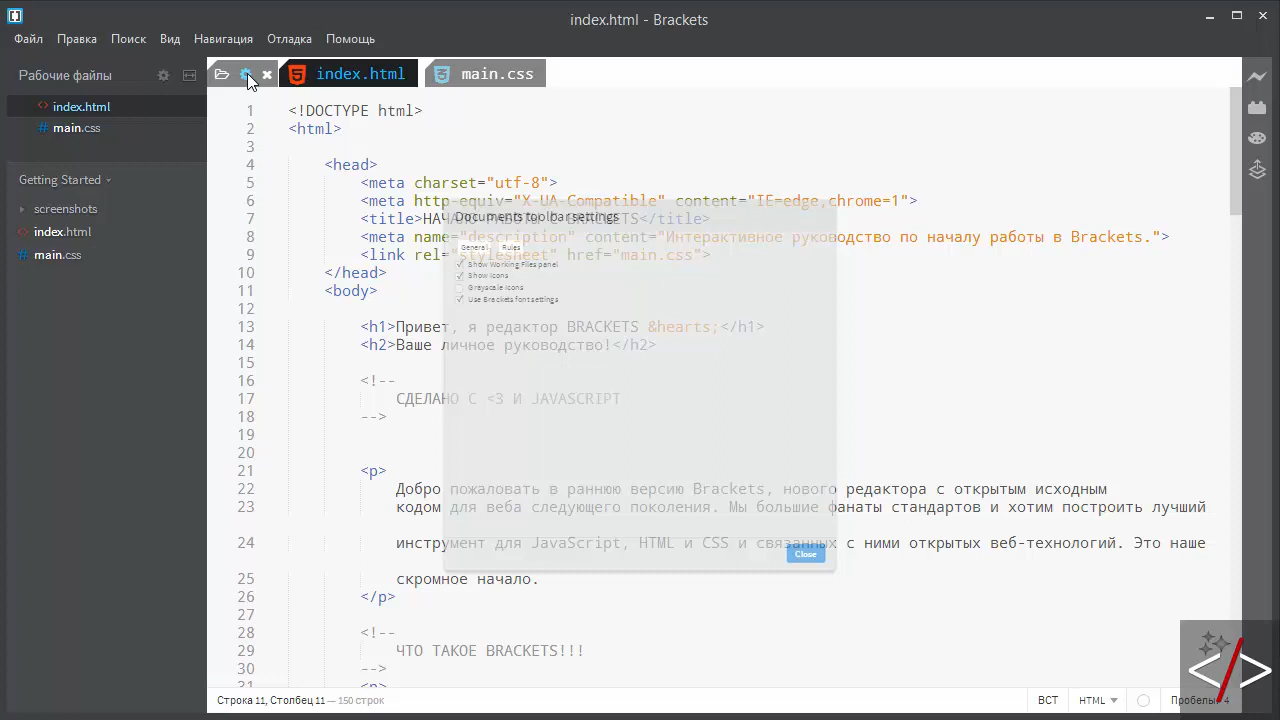 index.html - Brackets
Файл Правка Поиск Вид Навигация Отладка Помощь
Рабочие файлы
index.html
main.css
Getting Started
screenshots
index.html
main.css
index.html
main.css
1 <!DOCTYPE html>
2 <html>
3
4 <head>
5 <meta charset="utf-8">
6 <meta http-equiv="X-UA-Compatible" content="IE=edge,chrome=1">
7 <title>НАЧАЛО РАБОТЫ С BRACKETS</title>
8 <meta name="description" content="Интерактивное руководство по началу работы в Brackets.">
9 <link rel="stylesheet" href="main.css">
10 </head>
11 <body>
12
13 <h1>Привет, я редактор BRACKETS &hearts;</h1>
14 <h2>Ваше личное руководство!</h2>
15
16 <!--
17 СДЕЛАНО С <3 И JAVASCRIPT
18 -->
19
20
21 <p>
22 Добро пожаловать в раннюю версию Brackets, нового редактора с открытым исходным
23 кодом для веба следующего поколения. Мы большие фанаты стандартов и хотим построить лучший
24 инструмент для JavaScript, HTML и CSS и связанных с ними открытых веб-технологий. Это наше
25 скромное начало.
26 </p>
27
28 <!--
29 ЧТО ТАКОЕ BRACKETS!!!
30 -->
31 <p>
Documents toolbar settings
General Rules
Show Working Files panel
Show icons
Grayscale icons
Use Brackets font settings
Close
Строка 11, Столбец 11 — 150 строк
ВСТ HTML Пробелы: 4